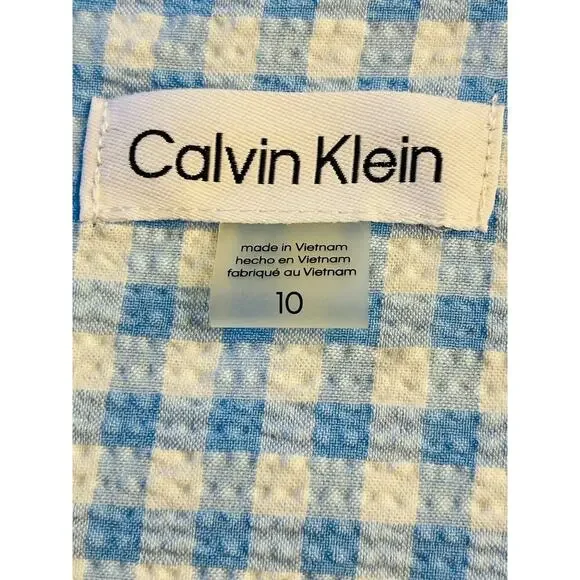 Calvin Klein
made in Vietnam
hecho en Vietnam
fabriqué au Vietnam
10